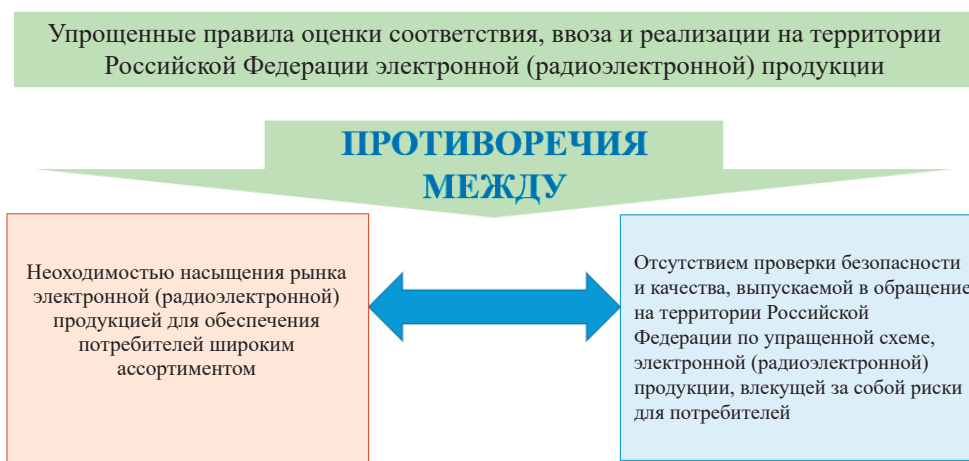 Упрощенные правила оценки соответствия, ввоза и реализации на территории
Российской Федерации электронной (радиоэлектронной) продукции
ПРОТИВОРЕЧИЯ
МЕЖДУ
Неоходимостью насыщения рынка
электронной (радиоэлектронной)
продукцией для обеспечения
потребителей широким
ассортиментом
Отсутствием проверки безопасности
и качества, выпускаемой в обращение
на территории Российской
Федерации по упращенной схеме,
электронной (радиоэлектронной)
продукции, влекущей за собой риски
для потребителей